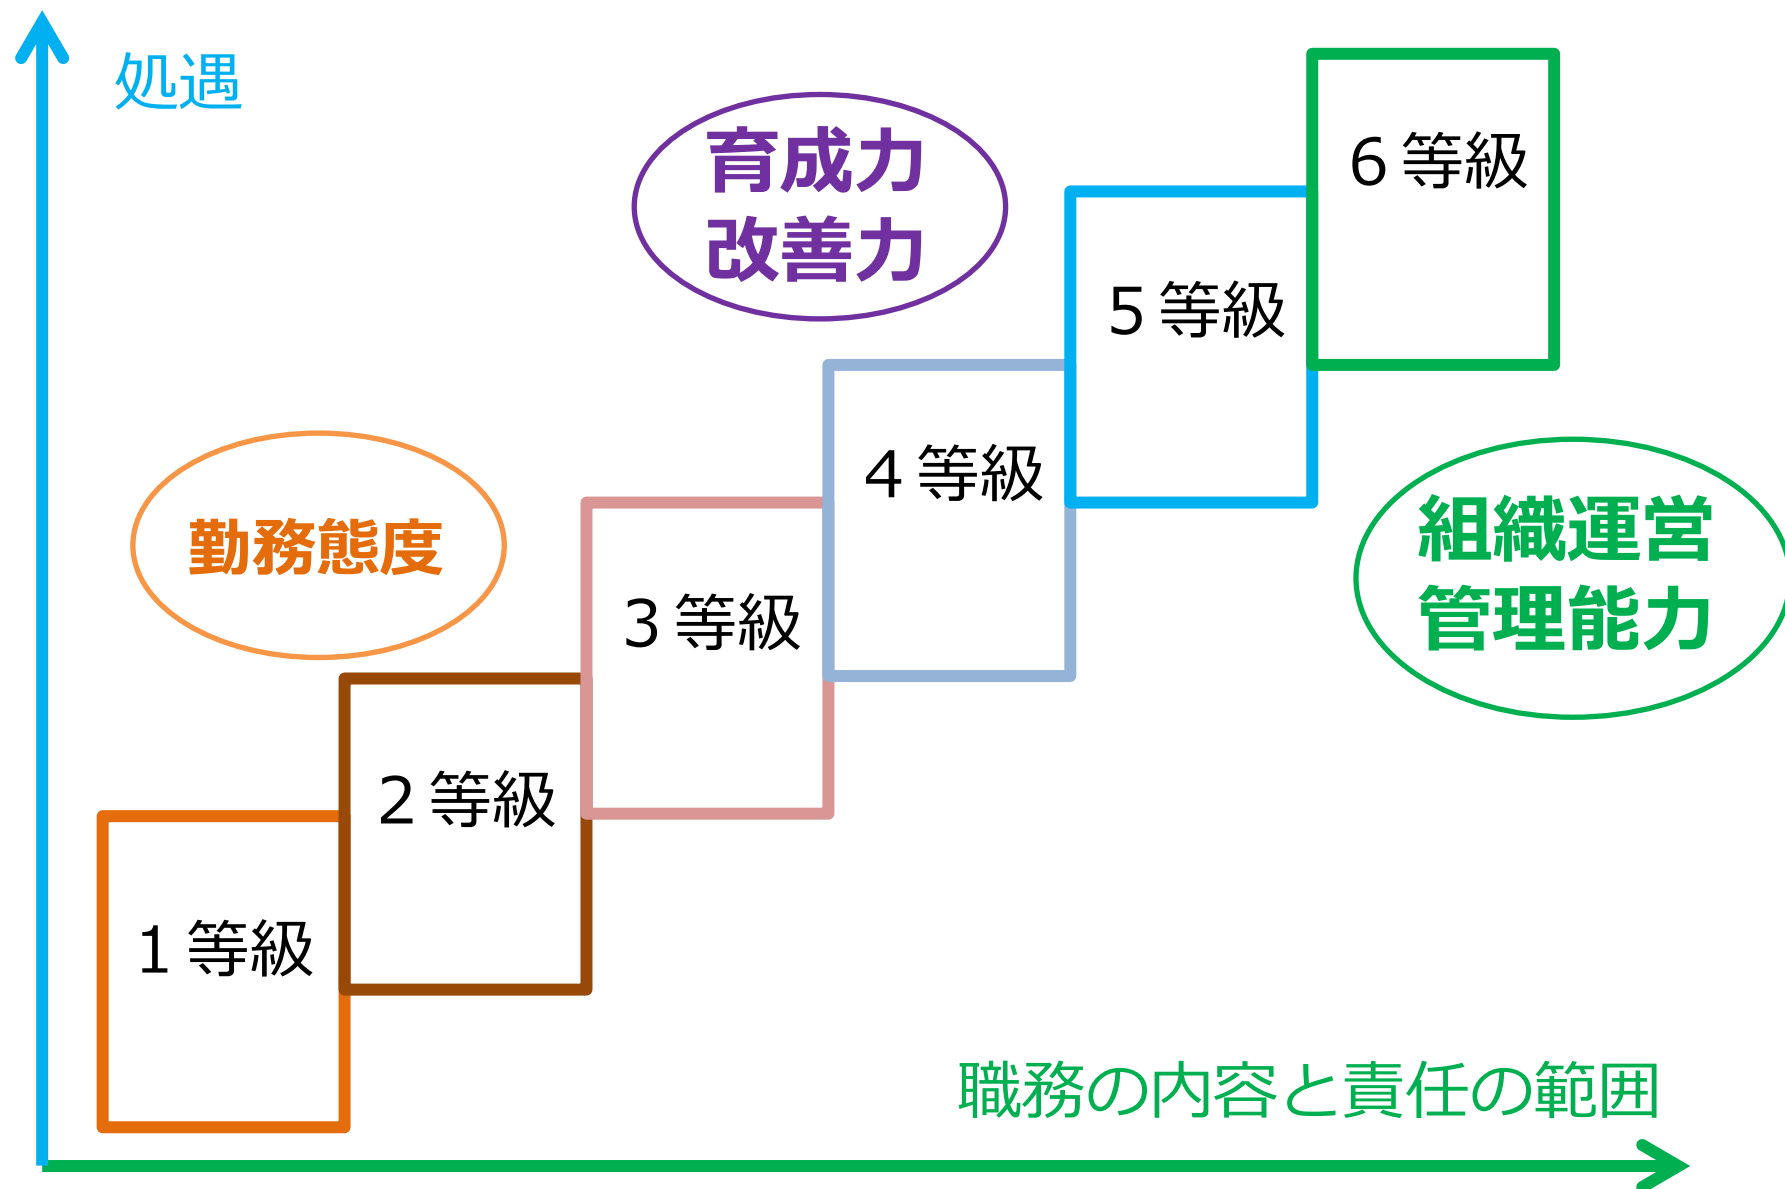 処遇
育成力
改善力
6等級
5等級
4等級
勤務態度
組織運営
管理能力
3等級
2等級
1等級
職務の内容と責任の範囲